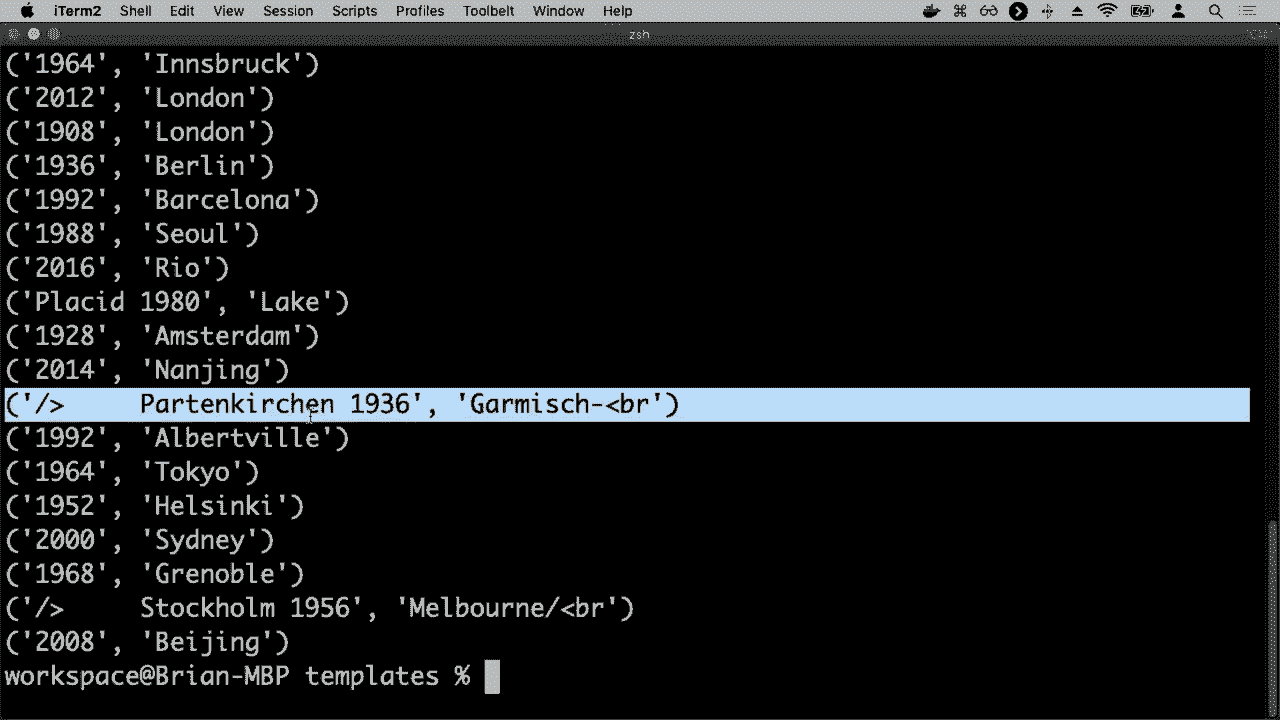 iTerm2 Shell Edit View Session Scripts Profiles Toolbelt Window Help
zsh
('1964', 'Innsbruck')
('2012', 'London')
('1908', 'London')
('1936', 'Berlin')
('1992', 'Barcelona')
('1988', 'Seoul')
('2016', 'Rio')
('Placid 1980', 'Lake')
('1928', 'Amsterdam')
('2014', 'Nanjing')
('/>     Partenkirchen 1936', 'Garmisch-<br')
('1992', 'Albertville')
('1964', 'Tokyo')
('1952', 'Helsinki')
('2000', 'Sydney')
('1968', 'Grenoble')
('/>     Stockholm 1956', 'Melbourne/<br')
('2008', 'Beijing')
workspace@Brian-MBP templates %